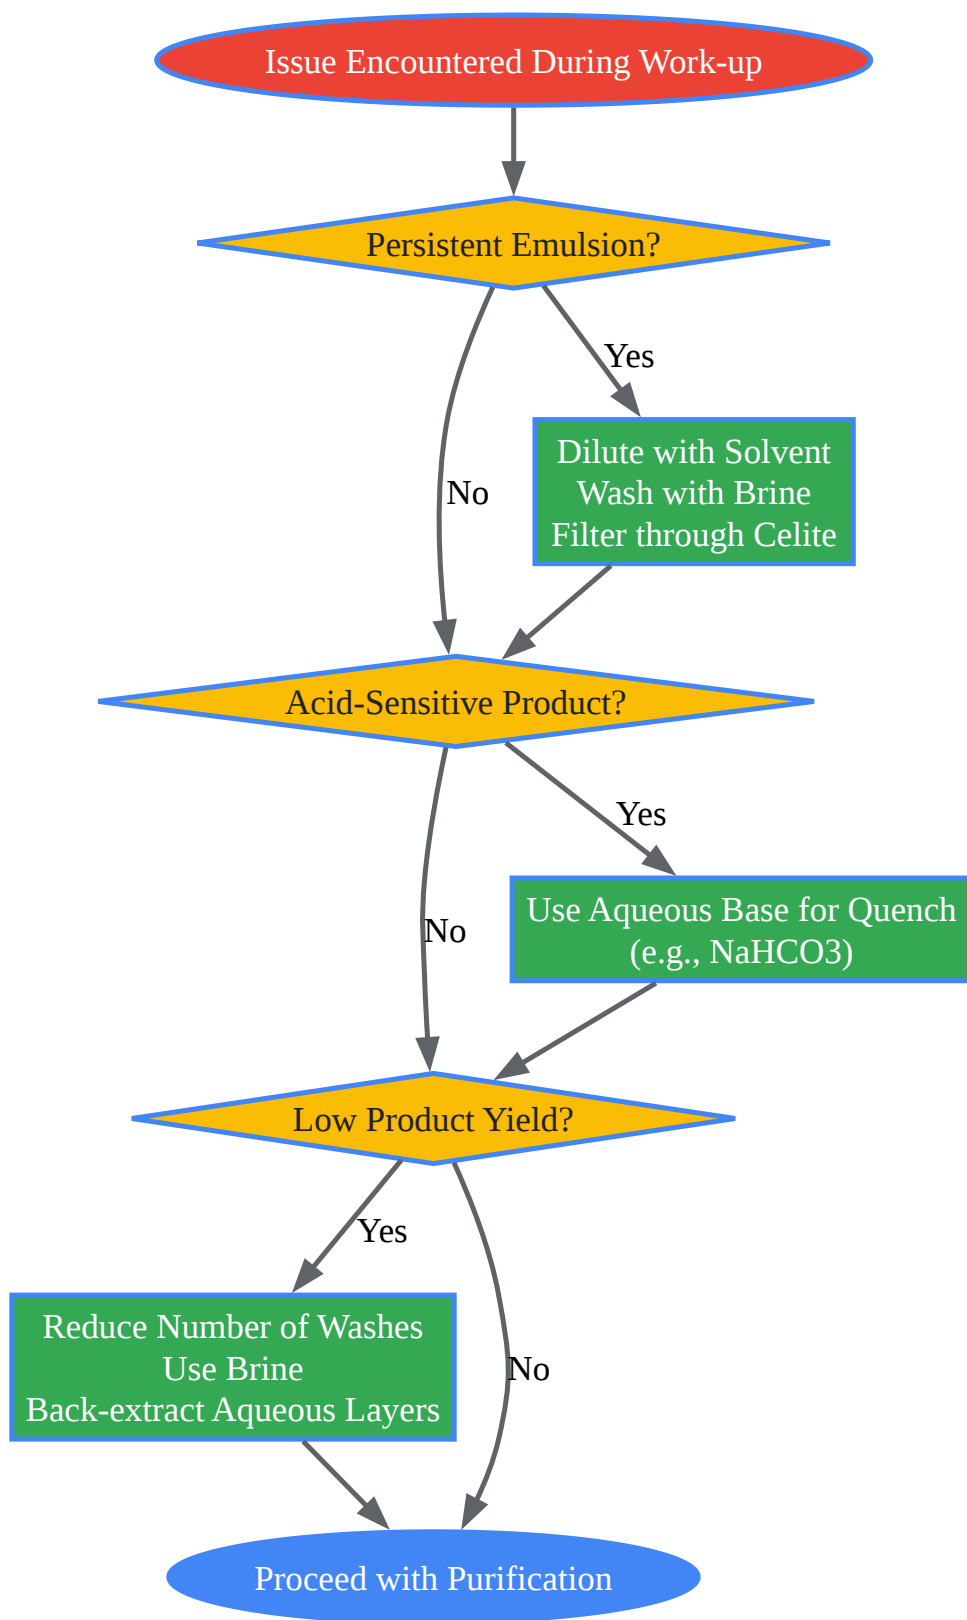 Issue Encountered During Work-up
Persistent Emulsion?
Yes
Dilute with Solvent
Wash with Brine
Filter through Celite
No
Acid-Sensitive Product?
Yes
Use Aqueous Base for Quench
(e.g., NaHCO3)
No
Low Product Yield?
Yes
Reduce Number of Washes
Use Brine
Back-extract Aqueous Layers
No
Proceed with Purification